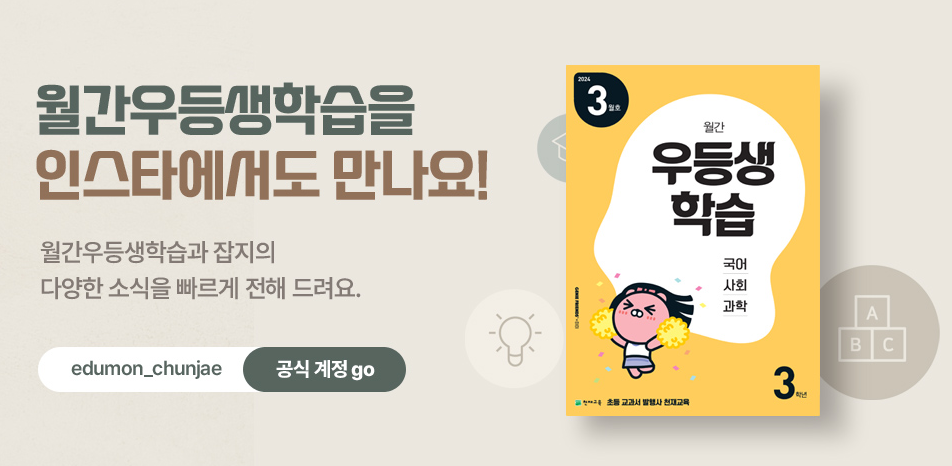 월간우등생학습을
인스타에서도 만나요!
월간우등생학습과 잡지의
다양한 소식을 빠르게 전해 드려요.
edumon_chunjae
공식 계정 go
2024
3월호
월간
우등생
학습
국어
사회
과학
3학년
천재교육 초등 교과서 발행사 천재교육
A
B C